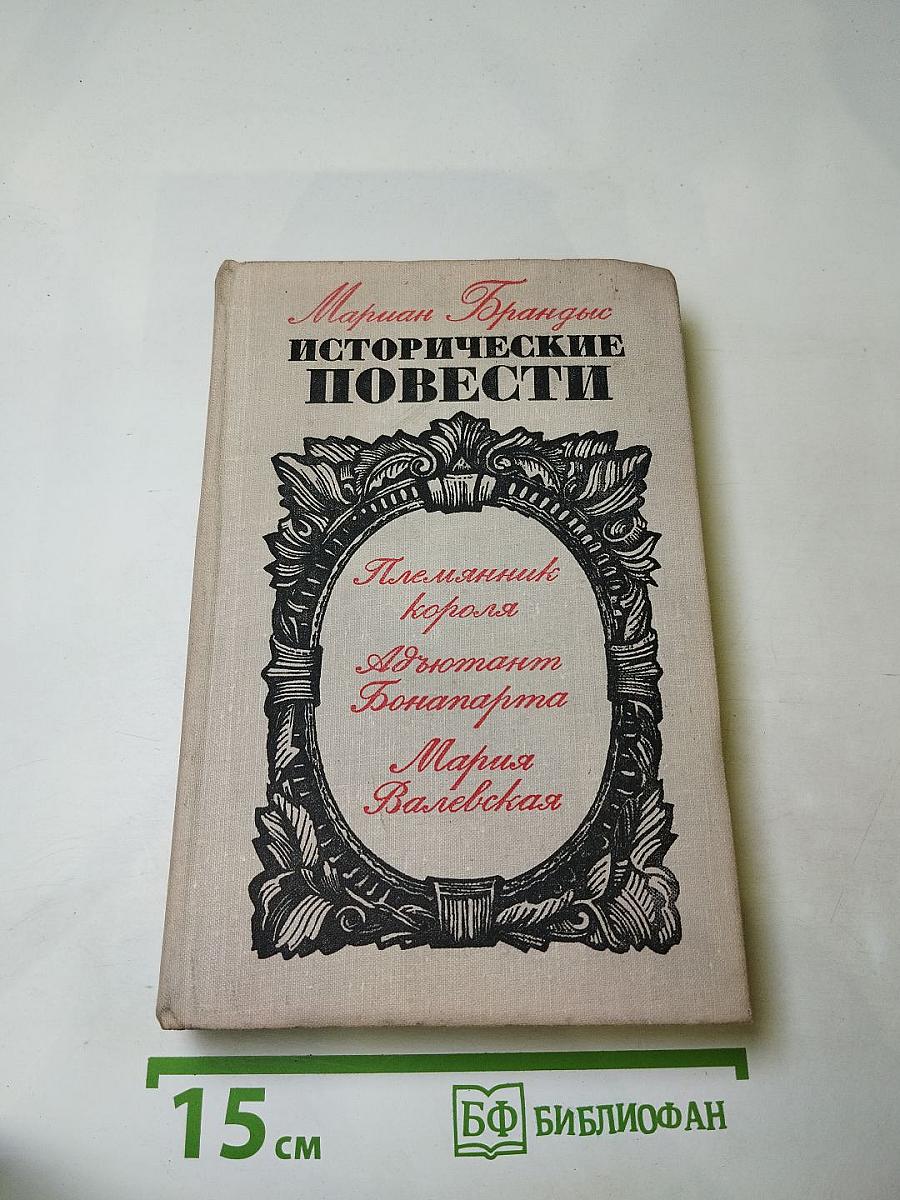 Мариан Брандыс
ИСТОРИЧЕСКИЕ
ПОВЕСТИ
Племянник
короля
Адъютант
Бонапарта
Мария
Валевская
15 см
БФ БИБЛИОФАН